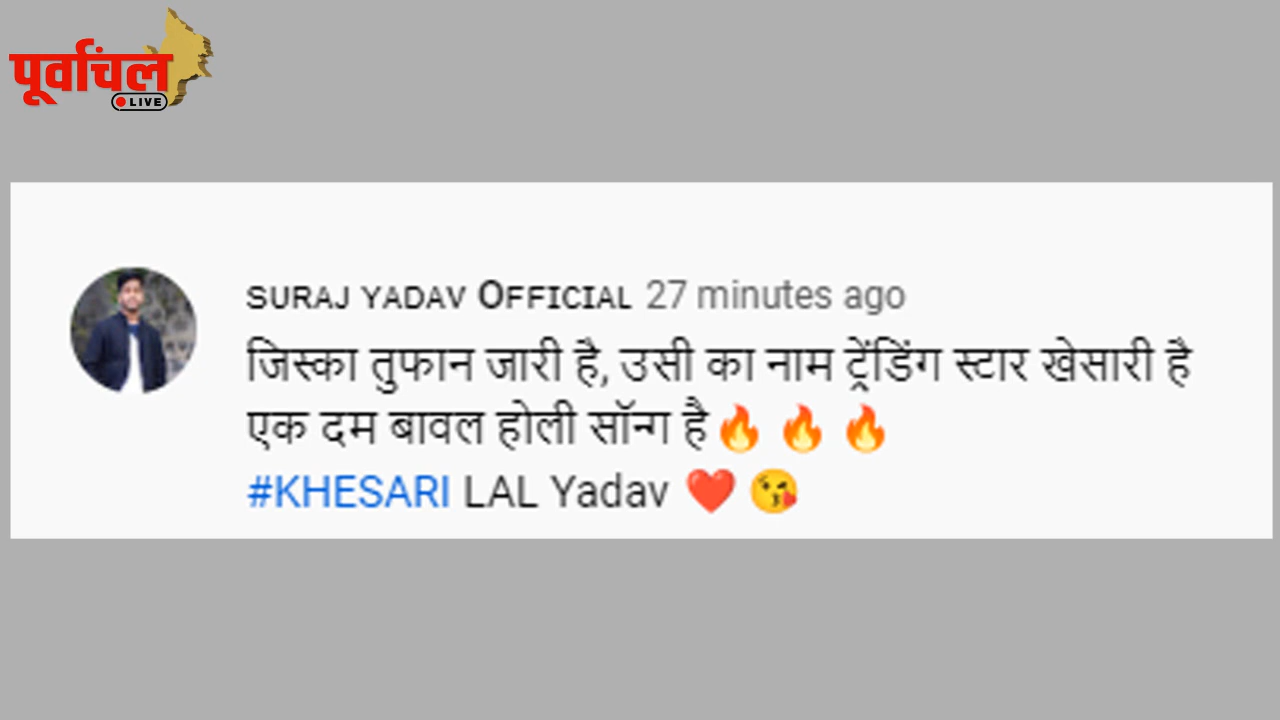 पूर्वांचल
LIVE
SURAJ YADAV OFFICIAL 27 minutes ago
जिस्का तुफान जारी है, उसी का नाम ट्रेंडिंग स्टार खेसारी है
एक दम बावल होली सॉन्ग है🔥 🔥 🔥
#KHESARI LAL Yadav ❤️ 😘